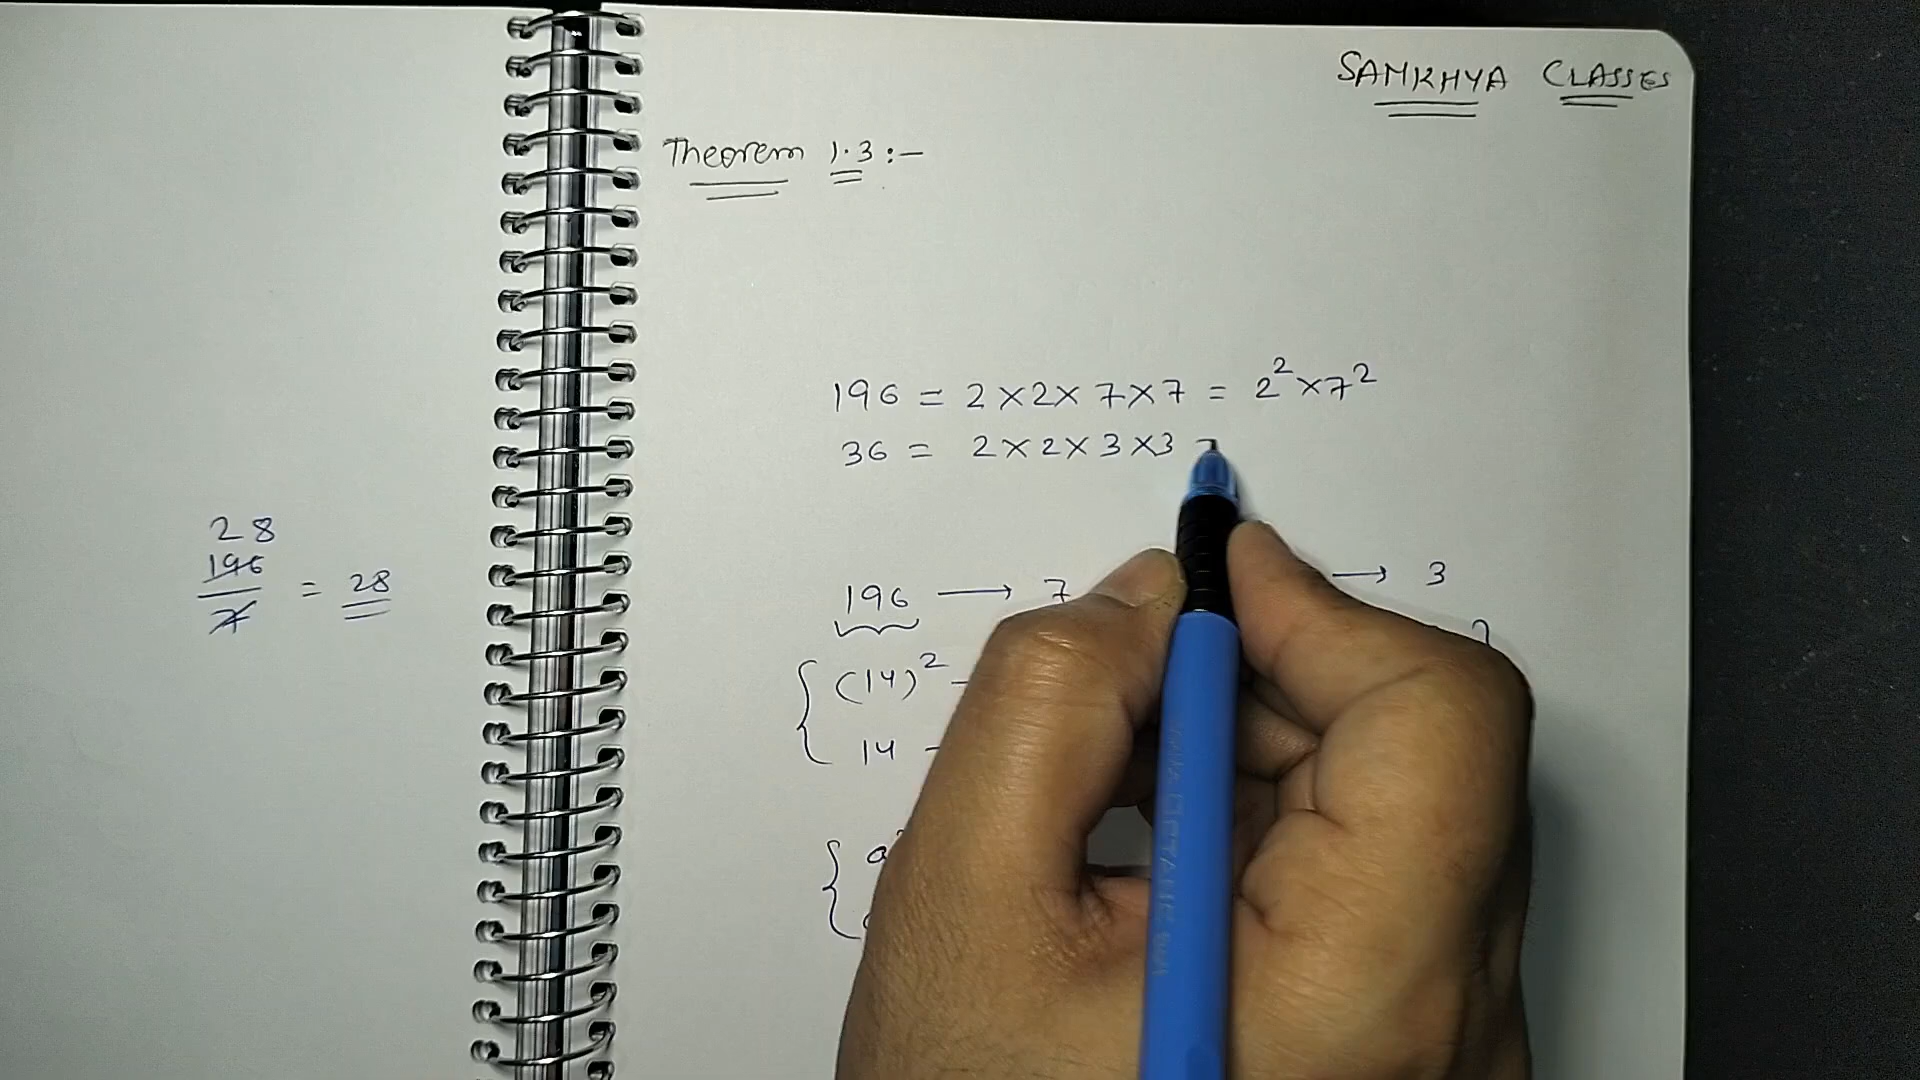 SAMKHYA CLASSES
Theorem 1.3 :-
196 = 2 × 2 × 7 × 7 = 2² × 7²
36 = 2 × 2 × 3 × 3
28
196
7
= 28
196 → 7
→ 3
(14)²
14
a